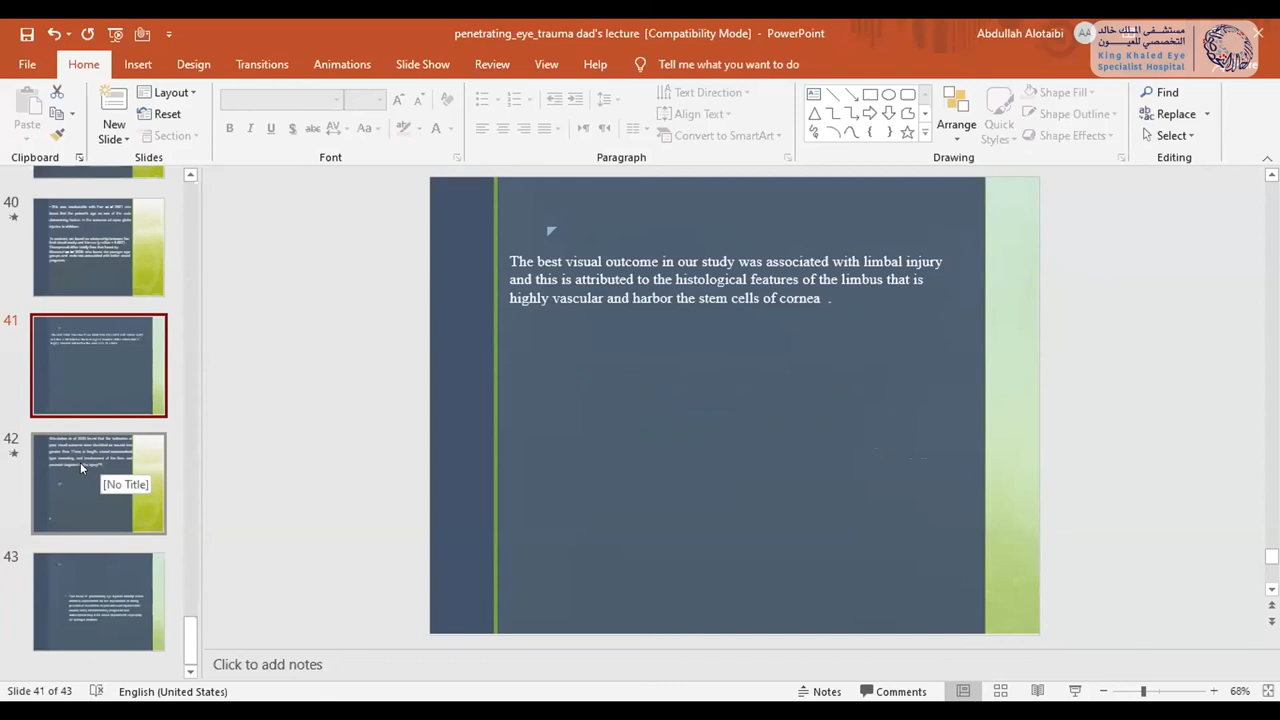 penetrating_eye_trauma dad's lecture [Compatibility Mode] - PowerPoint
Abdullah Alotaibi
AA
مستشفى الملك خالد
التخصصي للعيون
King Khaled Eye
Specialist Hospital
File Home Insert Design Transitions Animations Slide Show Review View Help Tell me what you want to do
Paste
New
Slides
Layout
Reset
Section
Text Direction
Align Text
Convert to SmartArt
Arrange
Quick
Styles
Shape Fill
Shape Outline
Shape Effects
Find
Replace
Select
Clipboard Slides Font Paragraph Drawing Editing
40
41
42
[No Title]
43
The best visual outcome in our study was associated with limbal injury
and this is attributed to the histological features of the limbus that is
highly vascular and harbor the stem cells of cornea .
Click to add notes
Slide 41 of 43 English (United States) Notes Comments 68%